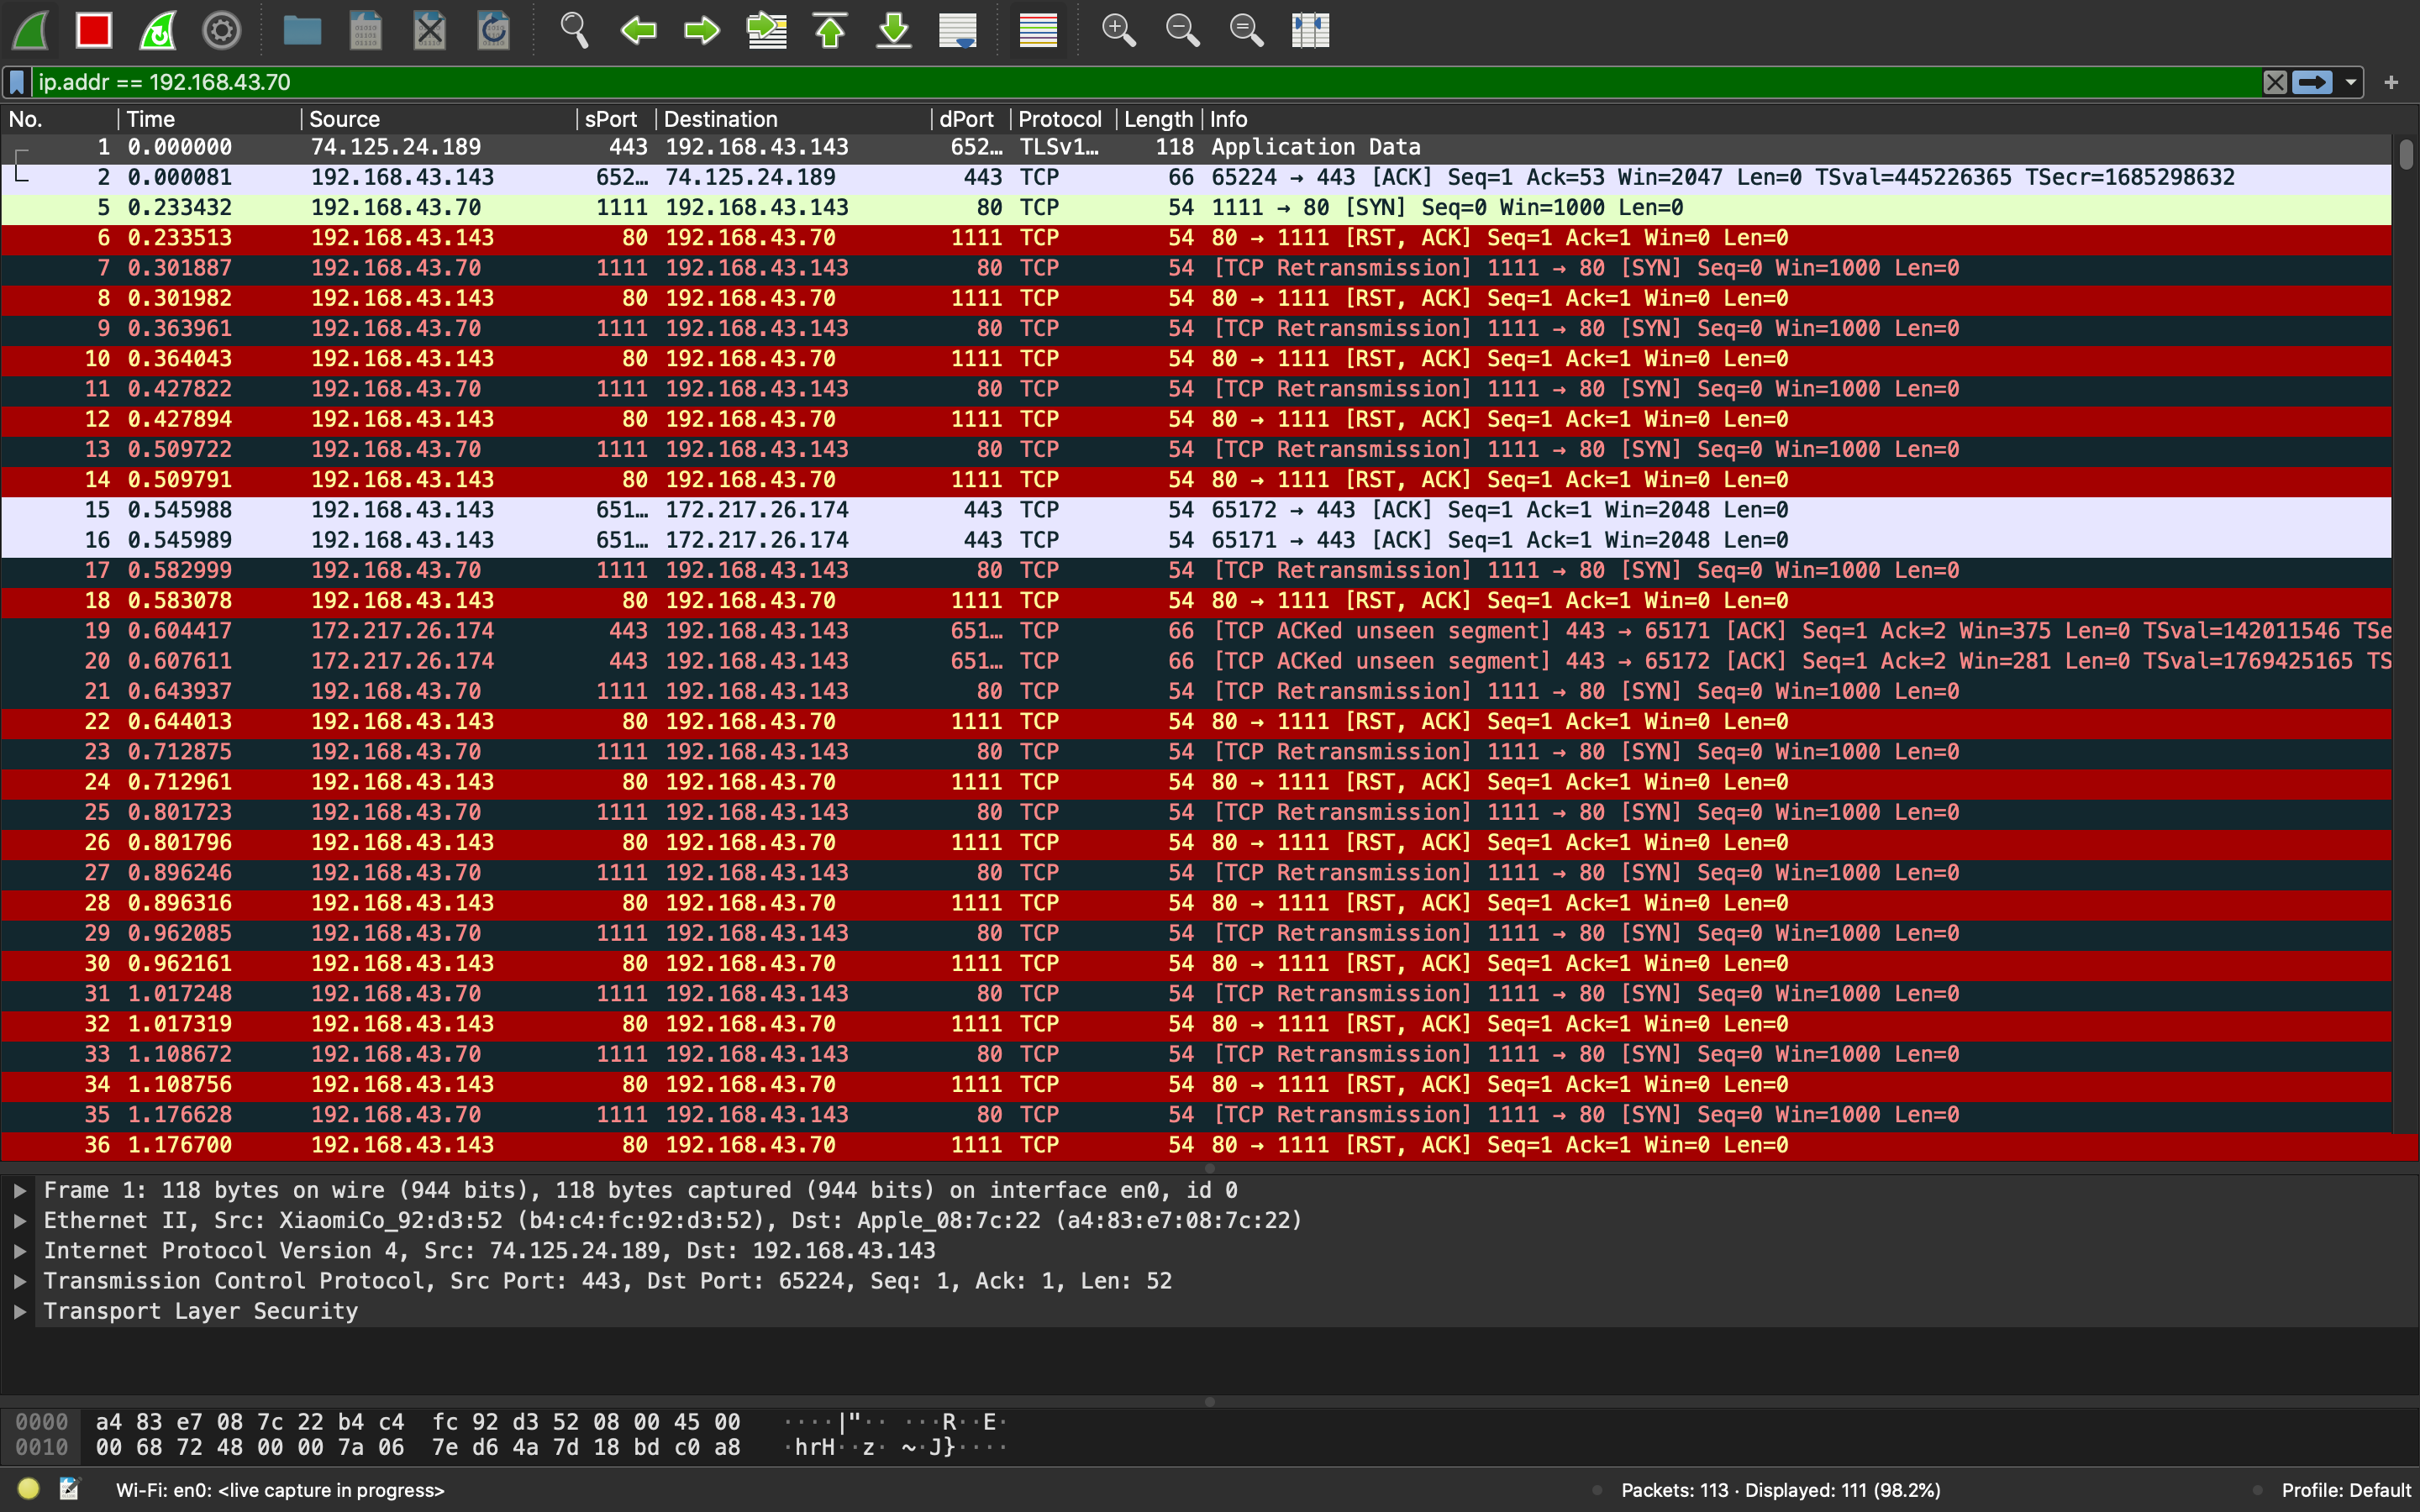 ip.addr == 192.168.43.70
No. Time Source sPort Destination dPort Protocol Length Info
1 0.000000 74.125.24.189 443 192.168.43.143 652… TLSv1… 118 Application Data
2 0.000081 192.168.43.143 652… 74.125.24.189 443 TCP 66 65224 → 443 [ACK] Seq=1 Ack=53 Win=2047 Len=0 TSval=445226365 TSecr=1685298632
5 0.233432 192.168.43.70 1111 192.168.43.143 80 TCP 54 1111 → 80 [SYN] Seq=0 Win=1000 Len=0
6 0.233513 192.168.43.143 80 192.168.43.70 1111 TCP 54 80 → 1111 [RST, ACK] Seq=1 Ack=1 Win=0 Len=0
7 0.301887 192.168.43.70 1111 192.168.43.143 80 TCP 54 [TCP Retransmission] 1111 → 80 [SYN] Seq=0 Win=1000 Len=0
8 0.301982 192.168.43.143 80 192.168.43.70 1111 TCP 54 80 → 1111 [RST, ACK] Seq=1 Ack=1 Win=0 Len=0
9 0.363961 192.168.43.70 1111 192.168.43.143 80 TCP 54 [TCP Retransmission] 1111 → 80 [SYN] Seq=0 Win=1000 Len=0
10 0.364043 192.168.43.143 80 192.168.43.70 1111 TCP 54 80 → 1111 [RST, ACK] Seq=1 Ack=1 Win=0 Len=0
11 0.427822 192.168.43.70 1111 192.168.43.143 80 TCP 54 [TCP Retransmission] 1111 → 80 [SYN] Seq=0 Win=1000 Len=0
12 0.427894 192.168.43.143 80 192.168.43.70 1111 TCP 54 80 → 1111 [RST, ACK] Seq=1 Ack=1 Win=0 Len=0
13 0.509722 192.168.43.70 1111 192.168.43.143 80 TCP 54 [TCP Retransmission] 1111 → 80 [SYN] Seq=0 Win=1000 Len=0
14 0.509791 192.168.43.143 80 192.168.43.70 1111 TCP 54 80 → 1111 [RST, ACK] Seq=1 Ack=1 Win=0 Len=0
15 0.545988 192.168.43.143 651… 172.217.26.174 443 TCP 54 65172 → 443 [ACK] Seq=1 Ack=1 Win=2048 Len=0
16 0.545989 192.168.43.143 651… 172.217.26.174 443 TCP 54 65171 → 443 [ACK] Seq=1 Ack=1 Win=2048 Len=0
17 0.582999 192.168.43.70 1111 192.168.43.143 80 TCP 54 [TCP Retransmission] 1111 → 80 [SYN] Seq=0 Win=1000 Len=0
18 0.583078 192.168.43.143 80 192.168.43.70 1111 TCP 54 80 → 1111 [RST, ACK] Seq=1 Ack=1 Win=0 Len=0
19 0.604417 172.217.26.174 443 192.168.43.143 651… TCP 66 [TCP ACKed unseen segment] 443 → 65171 [ACK] Seq=1 Ack=2 Win=375 Len=0 TSval=142011546 TSe
20 0.607611 172.217.26.174 443 192.168.43.143 651… TCP 66 [TCP ACKed unseen segment] 443 → 65172 [ACK] Seq=1 Ack=2 Win=281 Len=0 TSval=1769425165 TS
21 0.643937 192.168.43.70 1111 192.168.43.143 80 TCP 54 [TCP Retransmission] 1111 → 80 [SYN] Seq=0 Win=1000 Len=0
22 0.644013 192.168.43.143 80 192.168.43.70 1111 TCP 54 80 → 1111 [RST, ACK] Seq=1 Ack=1 Win=0 Len=0
23 0.712875 192.168.43.70 1111 192.168.43.143 80 TCP 54 [TCP Retransmission] 1111 → 80 [SYN] Seq=0 Win=1000 Len=0
24 0.712961 192.168.43.143 80 192.168.43.70 1111 TCP 54 80 → 1111 [RST, ACK] Seq=1 Ack=1 Win=0 Len=0
25 0.801723 192.168.43.70 1111 192.168.43.143 80 TCP 54 [TCP Retransmission] 1111 → 80 [SYN] Seq=0 Win=1000 Len=0
26 0.801796 192.168.43.143 80 192.168.43.70 1111 TCP 54 80 → 1111 [RST, ACK] Seq=1 Ack=1 Win=0 Len=0
27 0.896246 192.168.43.70 1111 192.168.43.143 80 TCP 54 [TCP Retransmission] 1111 → 80 [SYN] Seq=0 Win=1000 Len=0
28 0.896316 192.168.43.143 80 192.168.43.70 1111 TCP 54 80 → 1111 [RST, ACK] Seq=1 Ack=1 Win=0 Len=0
29 0.962085 192.168.43.70 1111 192.168.43.143 80 TCP 54 [TCP Retransmission] 1111 → 80 [SYN] Seq=0 Win=1000 Len=0
30 0.962161 192.168.43.143 80 192.168.43.70 1111 TCP 54 80 → 1111 [RST, ACK] Seq=1 Ack=1 Win=0 Len=0
31 1.017248 192.168.43.70 1111 192.168.43.143 80 TCP 54 [TCP Retransmission] 1111 → 80 [SYN] Seq=0 Win=1000 Len=0
32 1.017319 192.168.43.143 80 192.168.43.70 1111 TCP 54 80 → 1111 [RST, ACK] Seq=1 Ack=1 Win=0 Len=0
33 1.108672 192.168.43.70 1111 192.168.43.143 80 TCP 54 [TCP Retransmission] 1111 → 80 [SYN] Seq=0 Win=1000 Len=0
34 1.108756 192.168.43.143 80 192.168.43.70 1111 TCP 54 80 → 1111 [RST, ACK] Seq=1 Ack=1 Win=0 Len=0
35 1.176628 192.168.43.70 1111 192.168.43.143 80 TCP 54 [TCP Retransmission] 1111 → 80 [SYN] Seq=0 Win=1000 Len=0
36 1.176700 192.168.43.143 80 192.168.43.70 1111 TCP 54 80 → 1111 [RST, ACK] Seq=1 Ack=1 Win=0 Len=0
Frame 1: 118 bytes on wire (944 bits), 118 bytes captured (944 bits) on interface en0, id 0
Ethernet II, Src: XiaomiCo_92:d3:52 (b4:c4:fc:92:d3:52), Dst: Apple_08:7c:22 (a4:83:e7:08:7c:22)
Internet Protocol Version 4, Src: 74.125.24.189, Dst: 192.168.43.143
Transmission Control Protocol, Src Port: 443, Dst Port: 65224, Seq: 1, Ack: 1, Len: 52
Transport Layer Security
0000 a4 83 e7 08 7c 22 b4 c4 fc 92 d3 52 08 00 45 00 ····|"·· ···R··E·
0010 00 68 72 48 00 00 7a 06 7e d6 4a 7d 18 bd c0 a8 ·hrH··z· ~·J}····
Wi-Fi: en0: <live capture in progress> Packets: 113 · Displayed: 111 (98.2%) Profile: Default